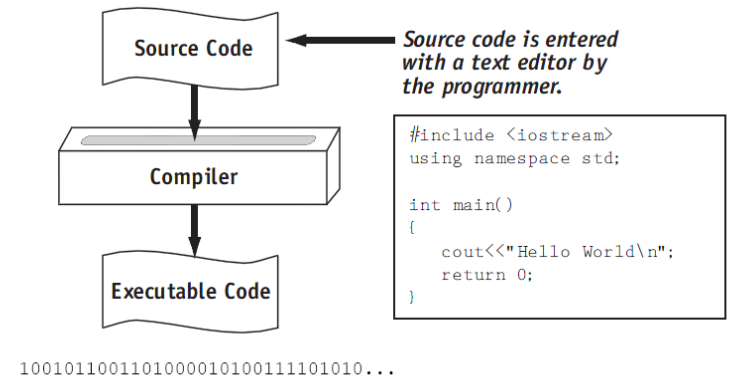 Source Code
Source code is entered
with a text editor by
the programmer.
Compiler
Executable Code
#include <iostream>
using namespace std;
int main()
{
cout<<"Hello World\n";
return 0;
}
1001011001101000010100111101010...